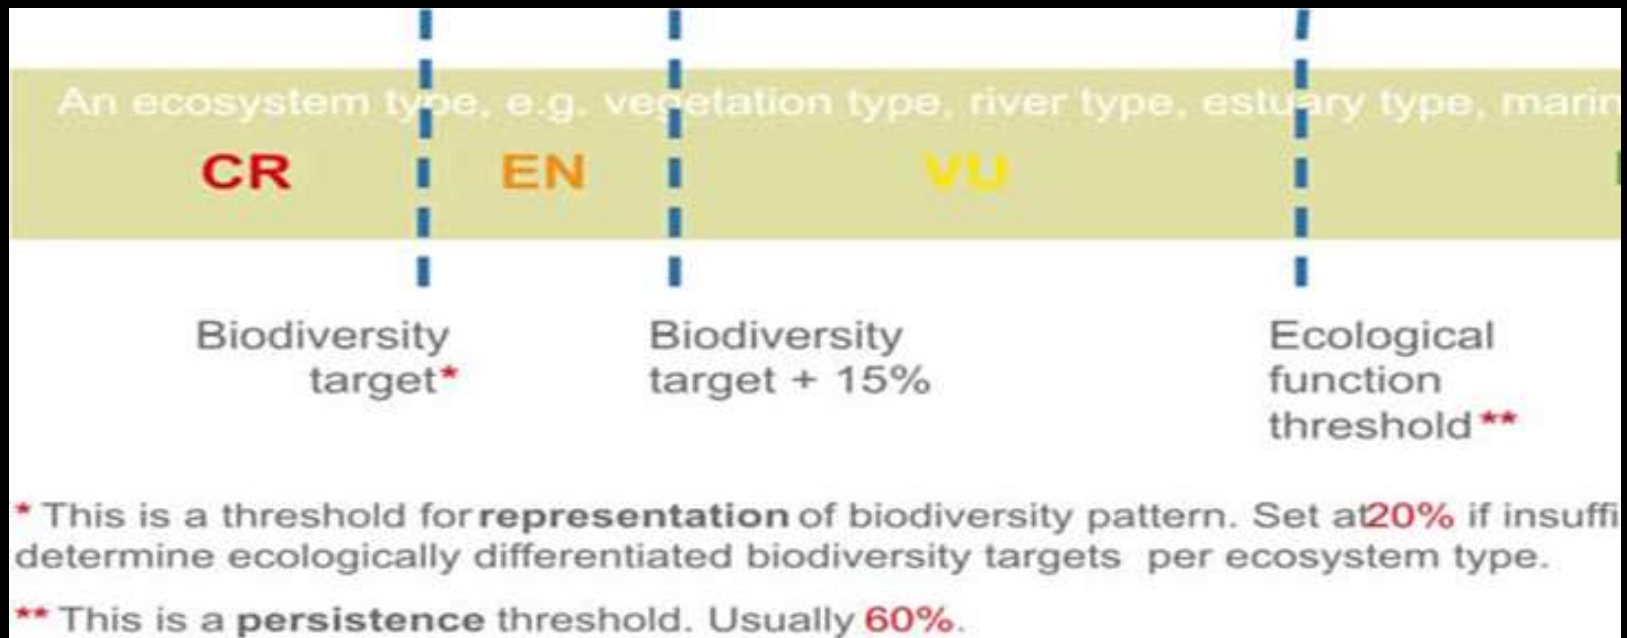 An ecosystem type, e.g. vegetation type, river type, estuary type, marin
CR EN VU
Biodiversity target*
Biodiversity target + 15%
Ecological function threshold**
* This is a threshold for representation of biodiversity pattern. Set at 20% if insuffi
determine ecologically differentiated biodiversity targets per ecosystem type.
** This is a persistence threshold. Usually 60%.